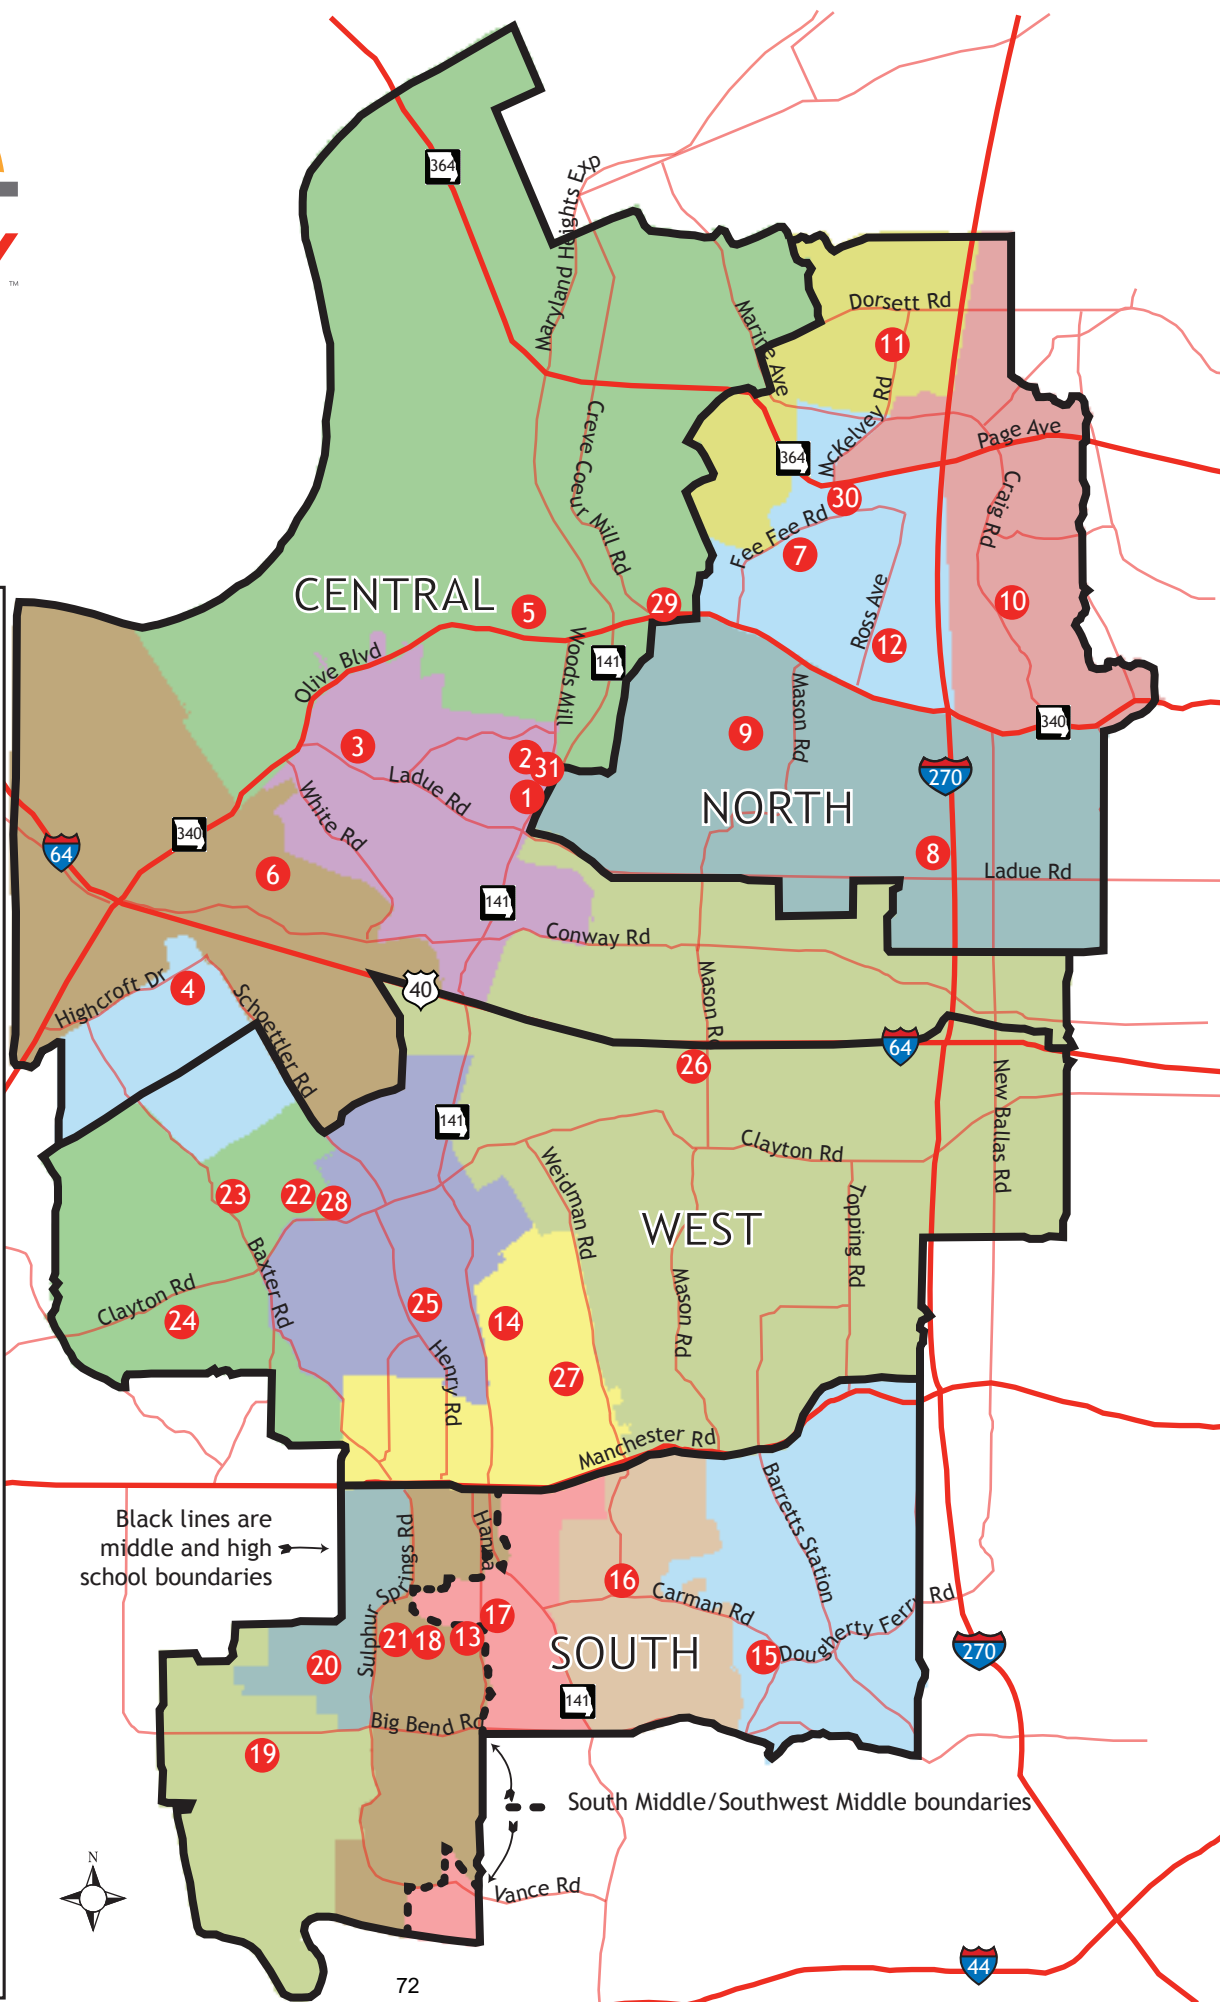 ™
364
Maryland Heights Exp
Marine Ave
Dorsett Rd
11
McKelvey Rd
364
Page Ave
Creve Coeur Mill Rd
30
Craig Rd
Fee Fee Rd
7
CENTRAL
5
29
10
Ross Ave
12
Olive Blvd
Woods Mill
141
Mason Rd
340
3
2
31
9
270
Ladue Rd
1
NORTH
White Rd
340
64
8
6
Ladue Rd
141
Conway Rd
Highcroft Dr
4
40
Schoettler Rd
Mason Rd
64
26
New Ballas Rd
141
Clayton Rd
Weidman Rd
23
22
28
Topping Rd
WEST
Baxter Rd
Clayton Rd
Mason Rd
25
24
14
Henry Rd
27
Manchester Rd
Black lines are
middle and high
school boundaries
Hanna
Sulphur Springs Rd
Barretts Station
16
Carman Rd
17
21
18
13
SOUTH
15
Dougherty Ferry Rd
270
20
141
Big Bend Rd
19
South Middle/Southwest Middle boundaries
N
Vance Rd
44
72